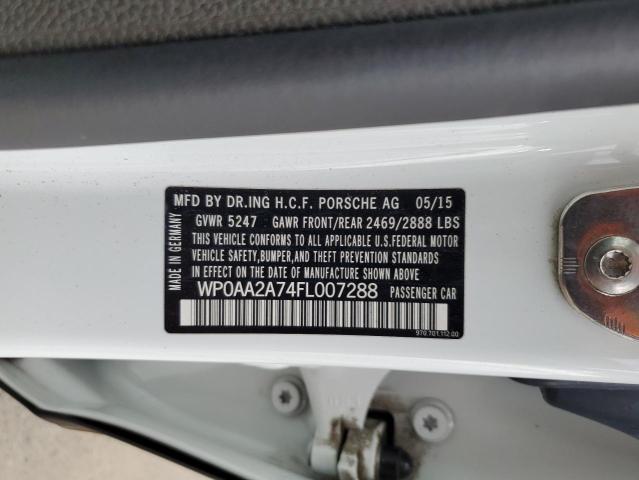 MFD BY DR.ING H.C.F. PORSCHE AG 05/15
GVWR 5247 GAWR FRONT/REAR 2469/2888 LBS
THIS VEHICLE CONFORMS TO ALL APPLICABLE U.S.FEDERAL MOTOR
VEHICLE SAFETY,BUMPER,AND THEFT PREVENTION STANDARDS
IN EFFECT ON THE DATE OF MANUFACTURE SHOWN ABOVE.
WP0AA2A74FL007288 PASSENGER CAR
970.701.112.00
MADE IN GERMANY